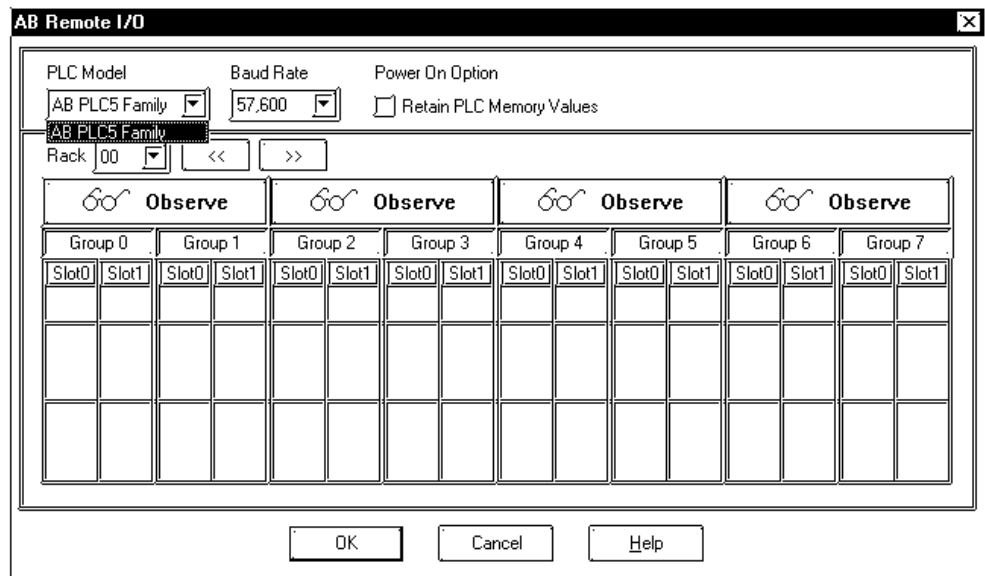 AB Remote I/O
PLC Model Baud Rate Power On Option
AB PLC5 Family 57,600 Retain PLC Memory Values
AB PLC5 Family
Rack 00 << >>
Observe Observe Observe Observe
Group 0 Group 1 Group 2 Group 3 Group 4 Group 5 Group 6 Group 7
Slot0 Slot1 Slot0 Slot1 Slot0 Slot1 Slot0 Slot1 Slot0 Slot1 Slot0 Slot1 Slot0 Slot1 Slot0 Slot1
OK Cancel Help